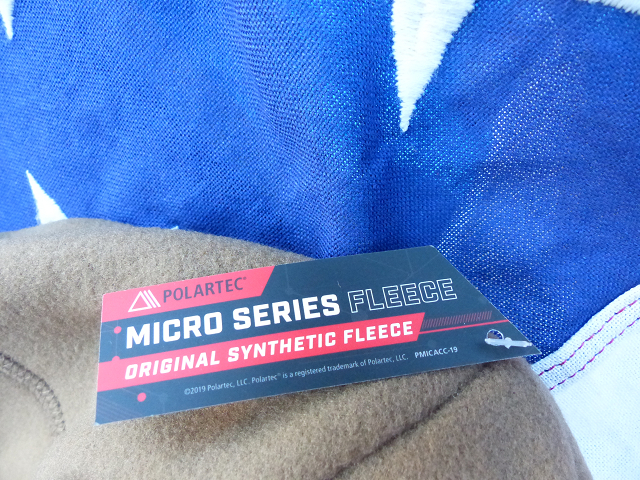 POLARTEC®
MICRO SERIES FLEECE
ORIGINAL SYNTHETIC FLEECE
©2019 Polartec, LLC. Polartec® is a registered trademark of Polartec, LLC. PMICACC-19